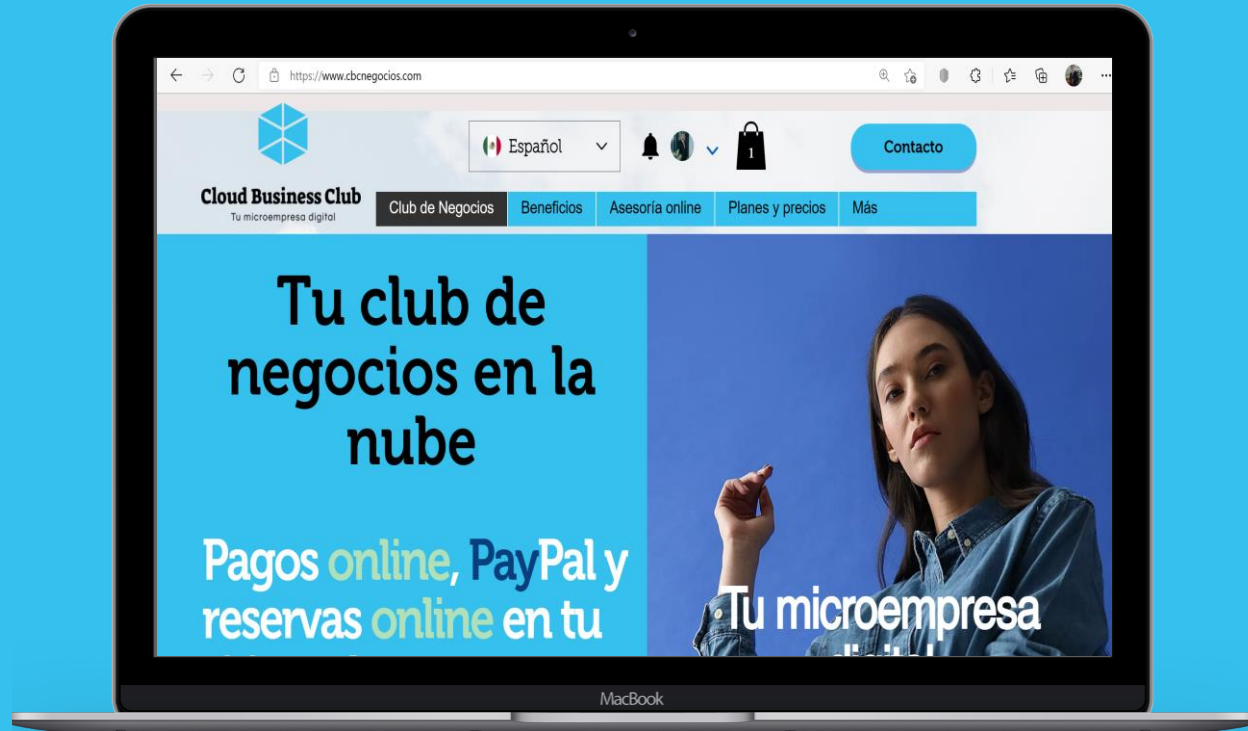 https://www.cbcnegocios.com
Español
1
Contacto
Cloud Business Club
Tu microempresa digital
Club de Negocios
Beneficios
Asesoría online
Planes y precios
Más
Tu club de
negocios en la
nube
Pagos online, PayPal y
reservas online en tu
Tu microempresa
digital
MacBook